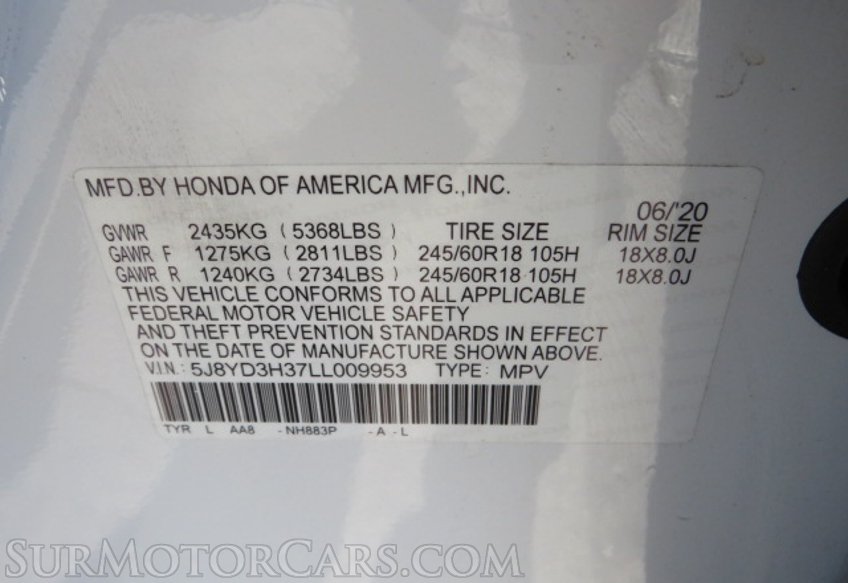 MFD.BY HONDA OF AMERICA MFG.,INC.
06/'20
GVWR 2435KG (5368LBS) TIRE SIZE RIM SIZE
GAWR F 1275KG (2811LBS) 245/60R18 105H 18X8.0J
GAWR R 1240KG (2734LBS) 245/60R18 105H 18X8.0J
THIS VEHICLE CONFORMS TO ALL APPLICABLE
FEDERAL MOTOR VEHICLE SAFETY
AND THEFT PREVENTION STANDARDS IN EFFECT
ON THE DATE OF MANUFACTURE SHOWN ABOVE.
V.I.N.: 5J8YD3H37LL009953 TYPE: MPV
TYR L AA8 -NH883P -A -L
SURMOTORCARS.COM